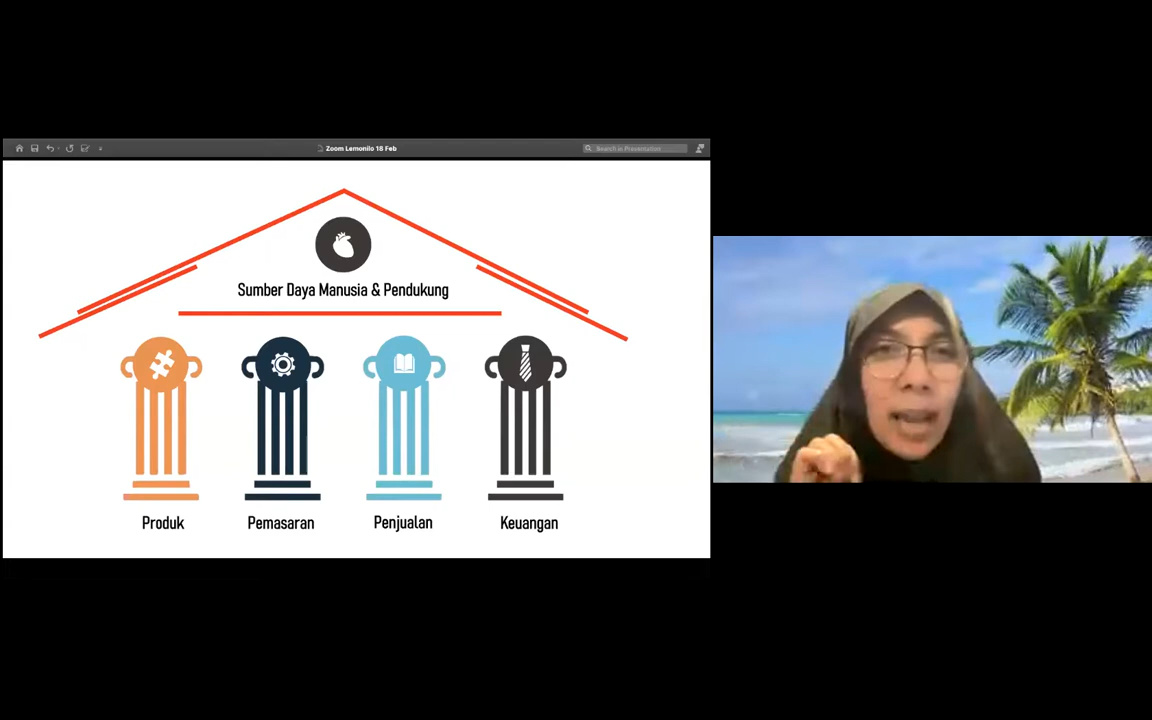 Zoom Lemonilo 18 Feb
Search in Presentation
Sumber Daya Manusia & Pendukung
Produk
Pemasaran
Penjualan
Keuangan